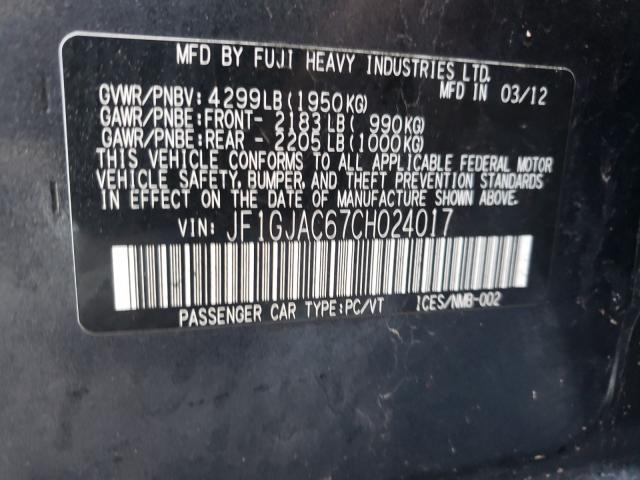 MFD BY FUJI HEAVY INDUSTRIES LTD.
MFD IN 03/12
GVWR/PNBV: 4299LB (1950KG)
GAWR/PNBE: FRONT- 2183LB ( 990KG)
GAWR/PNBE: REAR - 2205LB (1000KG)
THIS VEHICLE CONFORMS TO ALL APPLICABLE FEDERAL MOTOR
VEHICLE SAFETY, BUMPER, AND THEFT PREVENTION STANDARDS
IN EFFECT ON THE DATE OF MANUFACTURE SHOWN ABOVE.
VIN: JF1GJAC67CH024017
PASSENGER CAR TYPE:PC/VT ICES/NMB-002